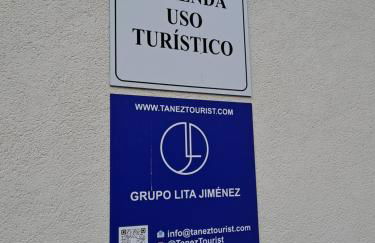 USO
TURÍSTICO
WWW.TANEZTOURIST.COM
GRUPO LITA JIMÉNEZ
info@taneztourist.com
@TanezTourist